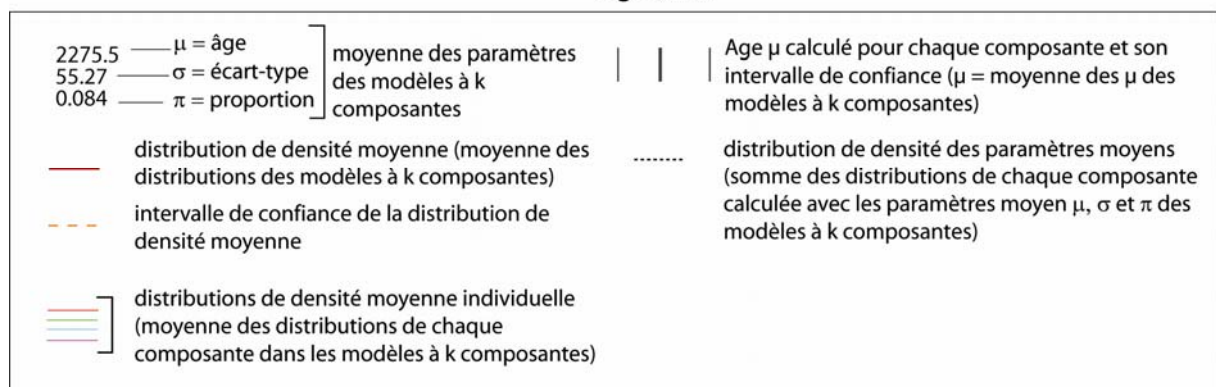 2275.5 μ = âge
55.27 σ = écart-type
0.084 π = proportion
moyenne des paramètres
des modèles à k
composantes
distribution de densité moyenne (moyenne des
distributions des modèles à k composantes)
intervalle de confiance de la distribution de
densité moyenne
distributions de densité moyenne individuelle
(moyenne des distributions de chaque
composante dans les modèles à k composantes)
Age μ calculé pour chaque composante et son
intervalle de confiance (μ = moyenne des μ des
modèles à k composantes)
distribution de densité des paramètres moyens
(somme des distributions de chaque composante
calculée avec les paramètres moyen μ, σ et π des
modèles à k composantes)